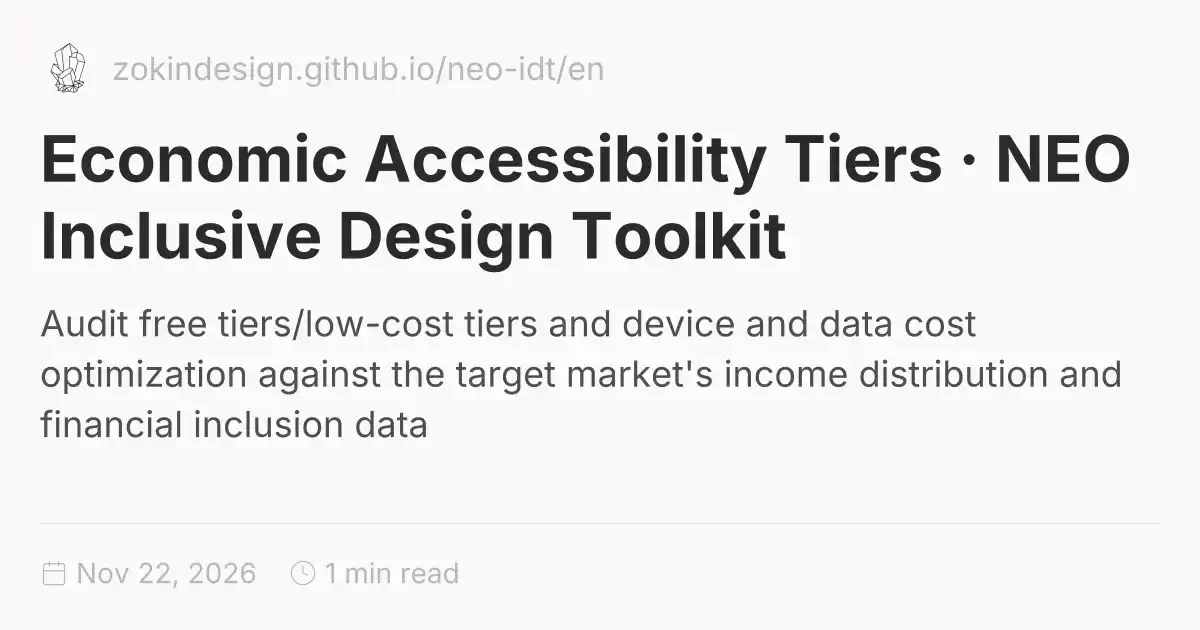 zokindesign.github.io/neo-idt/en
Economic Accessibility Tiers · NEO
Inclusive Design Toolkit
Audit free tiers/low-cost tiers and device and data cost
optimization against the target market's income distribution and
financial inclusion data
Nov 22, 2026 1 min read